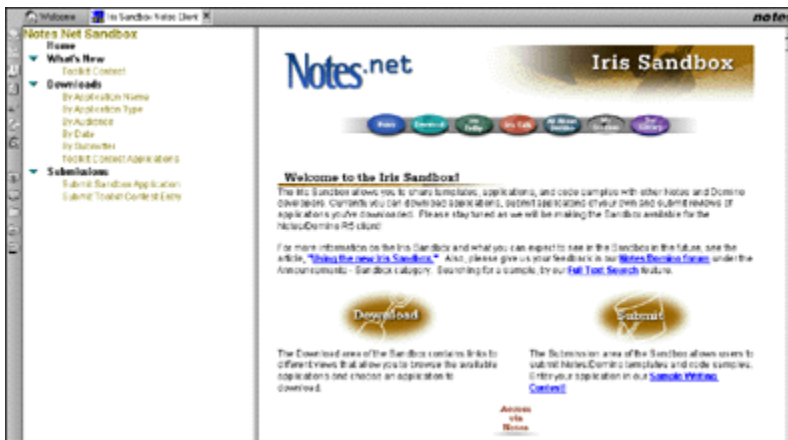 Welcome
Iris Sandbox Notes Client
notes
Notes Net Sandbox
Home
What's New
Toolkit Contest
Downloads
By Application Name
By Application Type
By Audience
By Date
By Submitter
Toolkit Contest Applications
Submissions
Submit Sandbox Application
Submit Toolkit Contest Entry
Notes.net
Iris Sandbox
Home Download Iris Today
Welcome to the Iris Sandbox!
The Iris Sandbox allows you to share templates, applications, and code samples with other Notes and Domino
developers. Currently you can download applications, submit applications of your own and submit reviews of
applications you've downloaded. Please stay tuned as we will be making the Sandbox available for the
Notes/Domino R5 client!
For more information on the Iris Sandbox and what you can expect to see in the Sandbox in the future, see the
article, "Using the new Iris Sandbox." Also, please give us your feedback in our Notes/Domino forum under the
Announcements - Sandbox category. Searching for a sample, try our Full Text Search feature.
Download
Submit
The Download area of the Sandbox contains links to
different views that allow you to browse the available
applications and choose an application to
download.
The Submission area of the Sandbox allows users to
submit Notes/Domino templates and code samples.
Enter your application in our Sample Writing
Contest!
Access
via
Notes